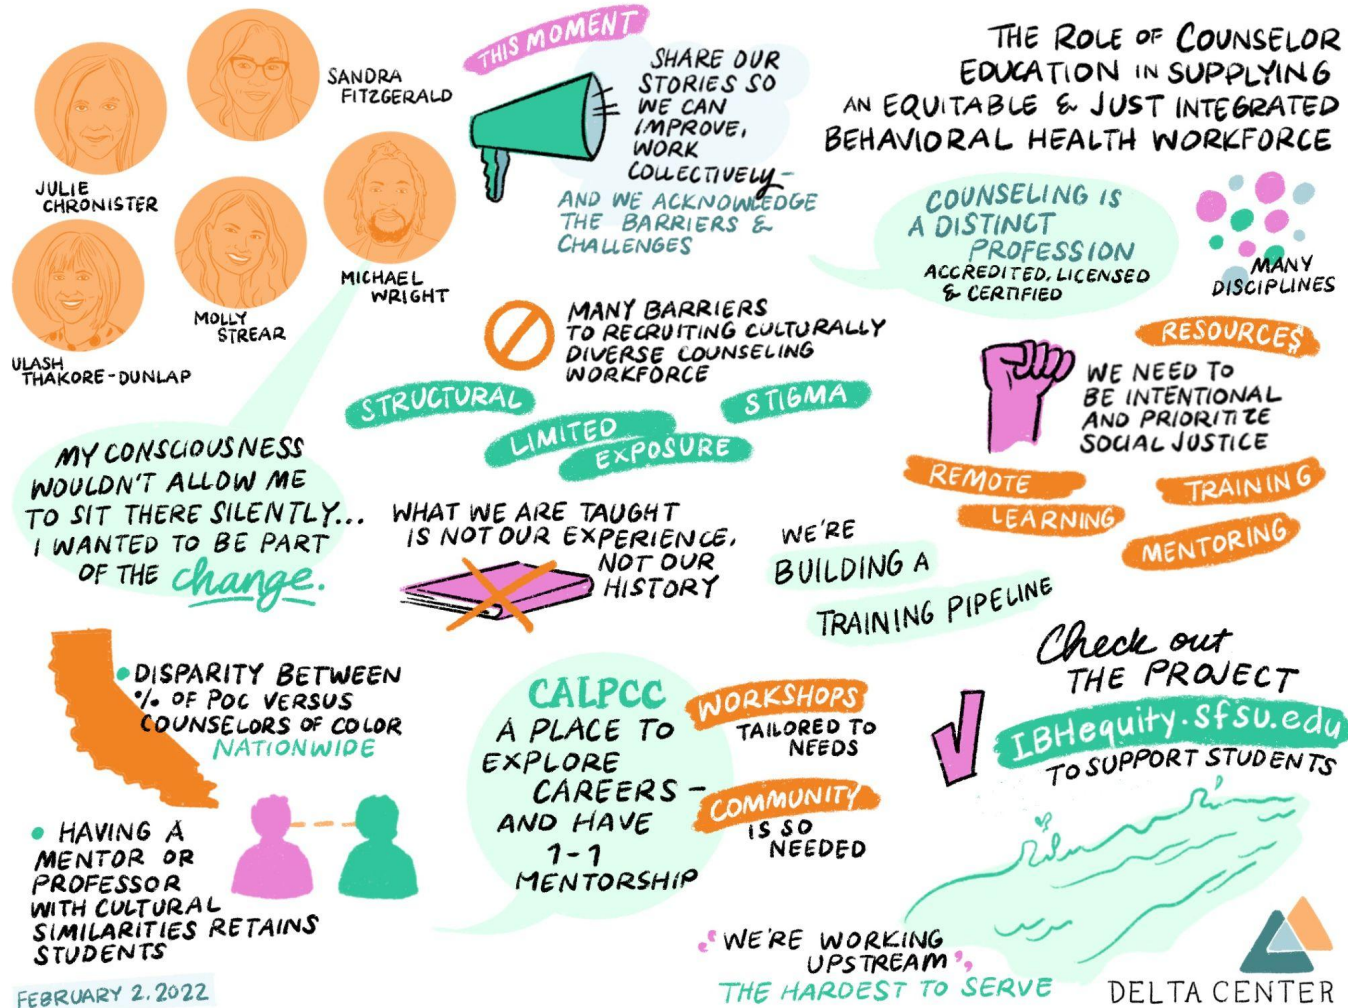 THE ROLE OF COUNSELOR
EDUCATION IN SUPPLYING
AN EQUITABLE & JUST INTEGRATED
BEHAVIORAL HEALTH WORKFORCE
JULIE
CHRONISTER
SANDRA
FITZGERALD
MICHAEL
WRIGHT
MOLLY
STREAR
ULASH
THAKORE-DUNLAP
THIS MOMENT
SHARE OUR
STORIES SO
WE CAN
IMPROVE,
WORK
COLLECTIVELY-
AND WE ACKNOWLEDGE
THE BARRIERS &
CHALLENGES
COUNSELING IS
A DISTINCT
PROFESSION
ACCREDITED, LICENSED
& CERTIFIED
MANY
DISCIPLINES
MANY BARRIERS
TO RECRUITING CULTURALLY
DIVERSE COUNSELING
WORKFORCE
STRUCTURAL
LIMITED
EXPOSURE
STIGMA
RESOURCE$
WE NEED TO
BE INTENTIONAL
AND PRIORITIZE
SOCIAL JUSTICE
REMOTE
LEARNING
TRAINING
MENTORING
MY CONSCIOUSNESS
WOULDN'T ALLOW ME
TO SIT THERE SILENTLY...
I WANTED TO BE PART
OF THE change.
WHAT WE ARE TAUGHT
IS NOT OUR EXPERIENCE,
NOT OUR
HISTORY
WE'RE
BUILDING A
TRAINING PIPELINE
• DISPARITY BETWEEN
% OF POC VERSUS
COUNSELORS OF COLOR
NATIONWIDE
• HAVING A
MENTOR OR
PROFESSOR
WITH CULTURAL
SIMILARITIES RETAINS
STUDENTS
CALPCC
A PLACE TO
EXPLORE
CAREERS -
AND HAVE
1-1
MENTORSHIP
WORKSHOPS
TAILORED TO
NEEDS
COMMUNITY
IS SO
NEEDED
Check out
THE PROJECT
IBHequity.sfsu.edu
TO SUPPORT STUDENTS
"WE'RE WORKING
UPSTREAM"
THE HARDEST TO SERVE
FEBRUARY 2.2022
DELTA CENTER